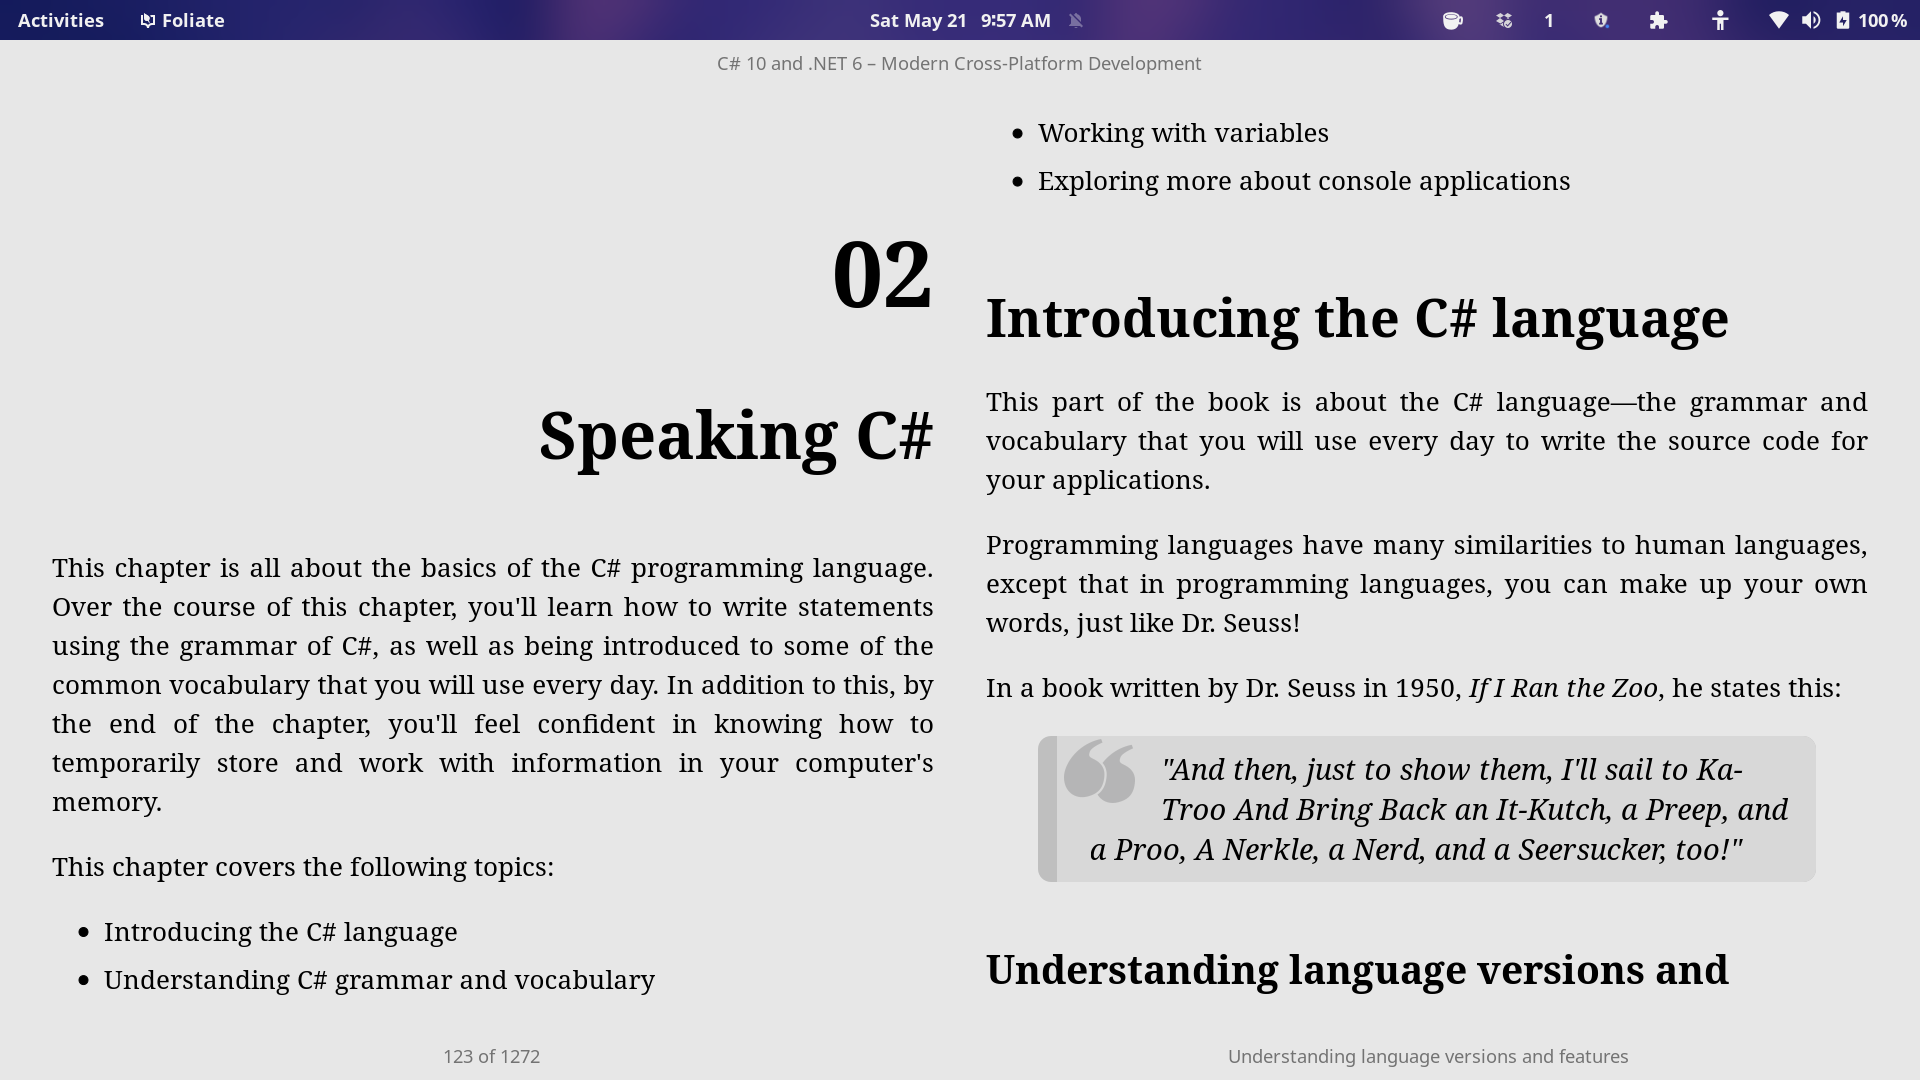 Activities Foliate Sat May 21 9:57 AM 1 100 %
C# 10 and .NET 6 – Modern Cross-Platform Development
02
Speaking C#
This chapter is all about the basics of the C# programming language.
Over the course of this chapter, you'll learn how to write statements
using the grammar of C#, as well as being introduced to some of the
common vocabulary that you will use every day. In addition to this, by
the end of the chapter, you'll feel confident in knowing how to
temporarily store and work with information in your computer's
memory.
This chapter covers the following topics:
• Introducing the C# language
• Understanding C# grammar and vocabulary
• Working with variables
• Exploring more about console applications
Introducing the C# language
This part of the book is about the C# language—the grammar and
vocabulary that you will use every day to write the source code for
your applications.
Programming languages have many similarities to human languages,
except that in programming languages, you can make up your own
words, just like Dr. Seuss!
In a book written by Dr. Seuss in 1950, If I Ran the Zoo, he states this:
"And then, just to show them, I'll sail to Ka-
Troo And Bring Back an It-Kutch, a Preep, and
a Proo, A Nerkle, a Nerd, and a Seersucker, too!"
Understanding language versions and
123 of 1272
Understanding language versions and features